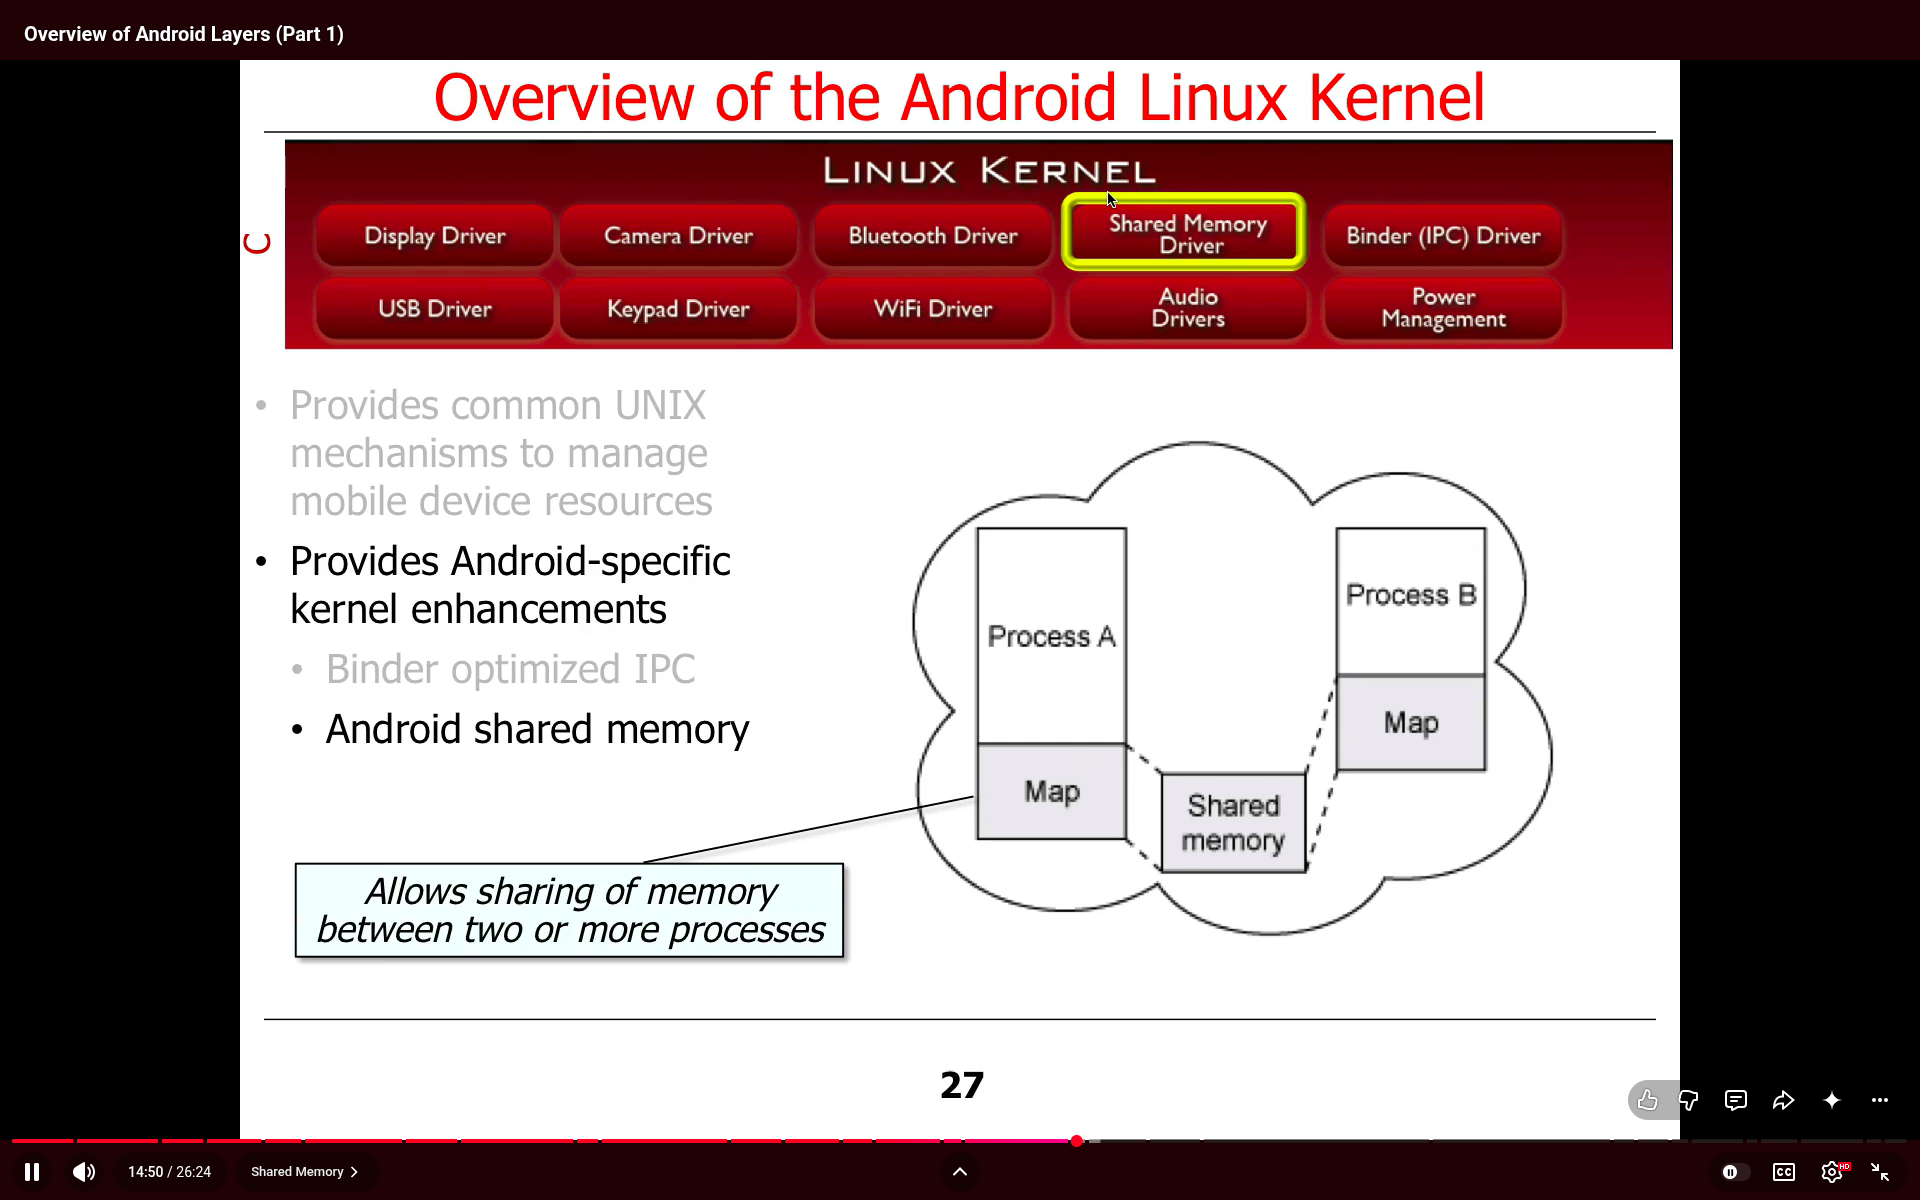 Overview of Android Layers (Part 1)
Overview of the Android Linux Kernel
LINUX KERNEL
C
Display Driver
Camera Driver
Bluetooth Driver
Shared Memory
Driver
Binder (IPC) Driver
USB Driver
Keypad Driver
WiFi Driver
Audio
Drivers
Power
Management
• Provides common UNIX
mechanisms to manage
mobile device resources
• Provides Android-specific
kernel enhancements
• Binder optimized IPC
• Android shared memory
Allows sharing of memory
between two or more processes
Process A
Map
Shared
memory
Process B
Map
27
14:50 / 26:24
Shared Memory
CC
HD